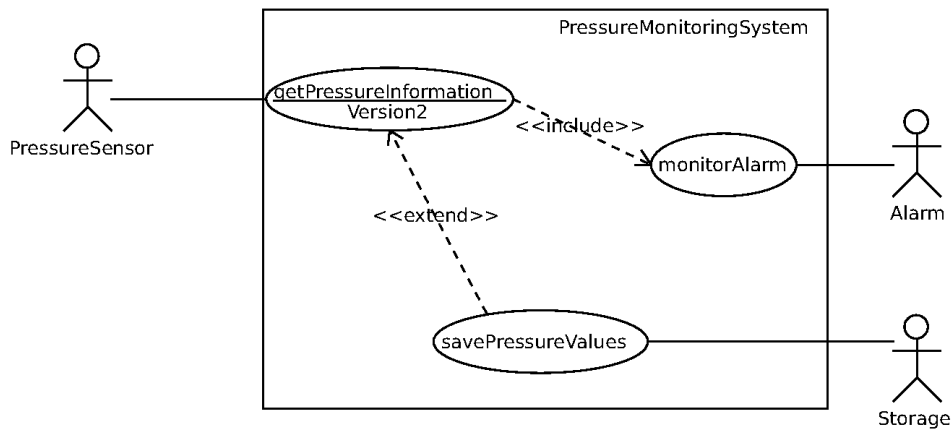 PressureMonitoringSystem
getPressureInformation
Version2
<<include>>
PressureSensor
monitorAlarm
Alarm
<<extend>>
savePressureValues
Storage